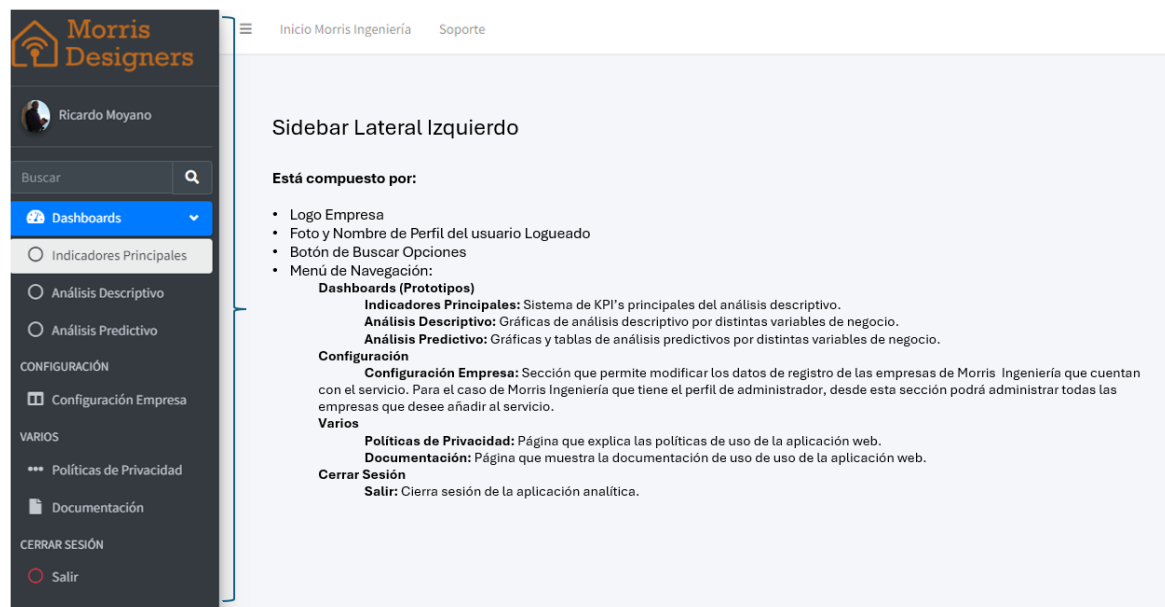 Morris
Designers
Ricardo Moyano
Buscar
Dashboards
Indicadores Principales
Análisis Descriptivo
Análisis Predictivo
CONFIGURACIÓN
Configuración Empresa
VARIOS
Políticas de Privacidad
Documentación
CERRAR SESIÓN
Salir
Inicio Morris Ingeniería Soporte
Sidebar Lateral Izquierdo
Está compuesto por:
• Logo Empresa
• Foto y Nombre de Perfil del usuario Logueado
• Botón de Buscar Opciones
• Menú de Navegación:
Dashboards (Prototipos)
Indicadores Principales: Sistema de KPI's principales del análisis descriptivo.
Análisis Descriptivo: Gráficas de análisis descriptivo por distintas variables de negocio.
Análisis Predictivo: Gráficas y tablas de análisis predictivos por distintas variables de negocio.
Configuración
Configuración Empresa: Sección que permite modificar los datos de registro de las empresas de Morris Ingeniería que cuentan
con el servicio. Para el caso de Morris Ingeniería que tiene el perfil de administrador, desde esta sección podrá administrar todas las
empresas que desee añadir al servicio.
Varios
Políticas de Privacidad: Página que explica las políticas de uso de la aplicación web.
Documentación: Página que muestra la documentación de uso de uso de la aplicación web.
Cerrar Sesión
Salir: Cierra sesión de la aplicación analítica.